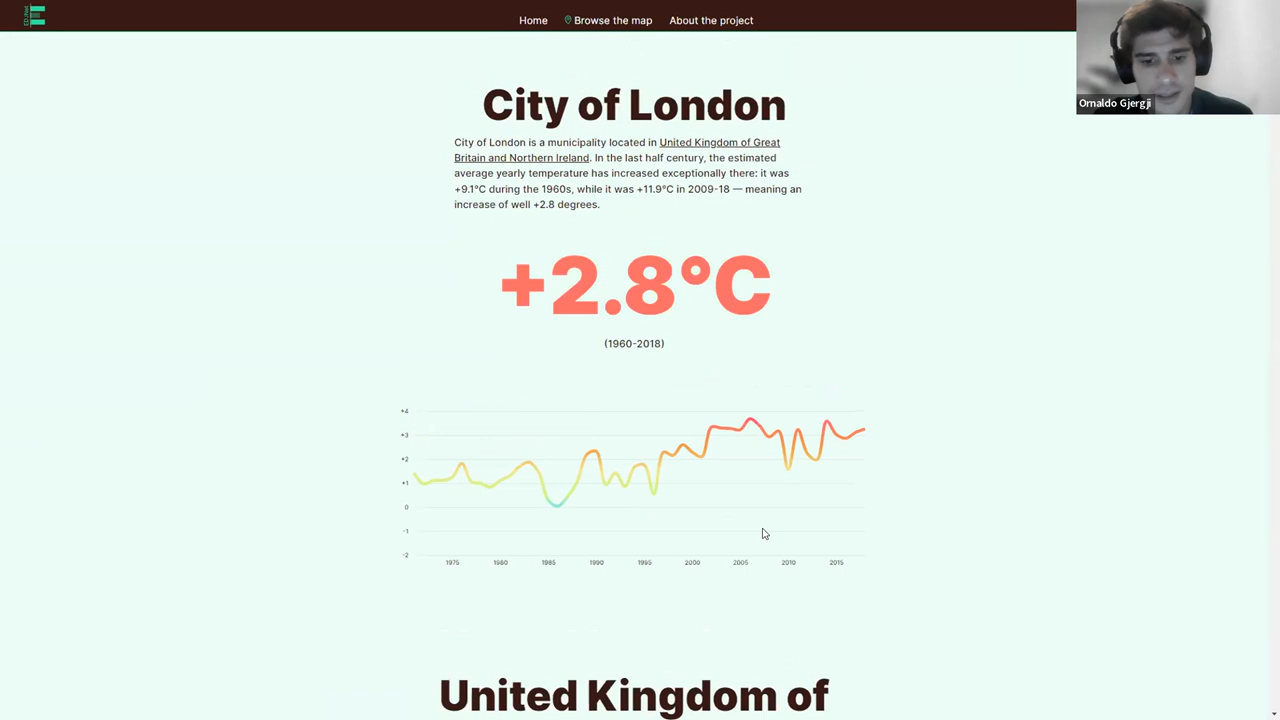 EDJNet
Home
Browse the map
About the project
Ornaldo Gjergji
City of London
City of London is a municipality located in United Kingdom of Great
Britain and Northern Ireland. In the last half century, the estimated
average yearly temperature has increased exceptionally there: it was
+9.1°C during the 1960s, while it was +11.9°C in 2009-18 — meaning an
increase of well +2.8 degrees.
+2.8°C
(1960-2018)
+4
+3
+2
+1
0
-1
-2
1975 1980 1985 1990 1995 2000 2005 2010 2015
United Kingdom of